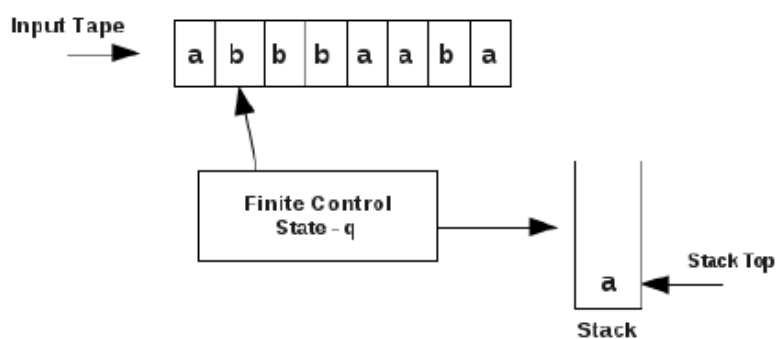 Input Tape
a b b b a a b a
Finite Control
State - q
Stack Top
a
Stack